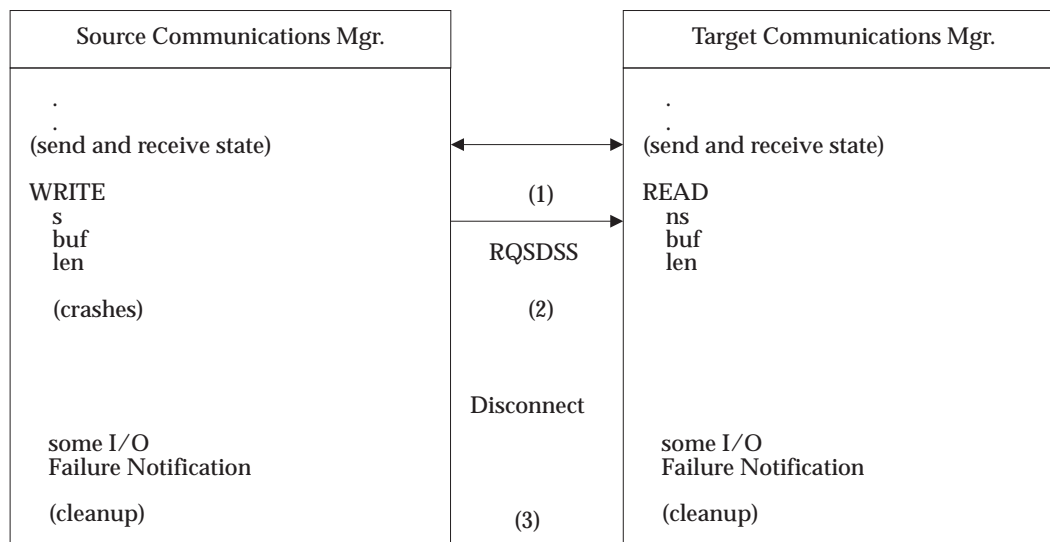 Source Communications Mgr.
Target Communications Mgr.
.
.
(send and receive state)
.
.
(send and receive state)
WRITE
s
buf
len
(1)
RQSDSS
READ
ns
buf
len
(crashes)
(2)
Disconnect
some I/O
Failure Notification
some I/O
Failure Notification
(cleanup)
(3)
(cleanup)